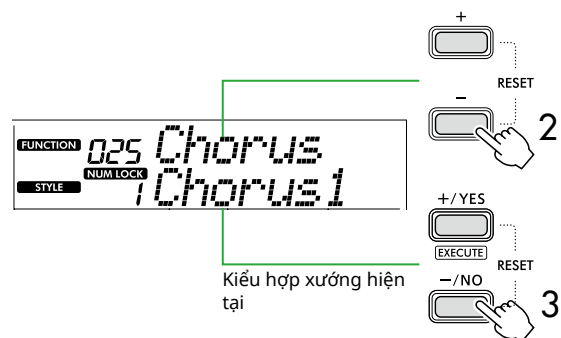 +
RESET
-
2
FUNCTION 025 Chorus
NUM LOCK
STYLE 1 Chorus1
+/YES
EXECUTE
RESET
-/NO
3
Kiểu hợp xướng hiện
tại